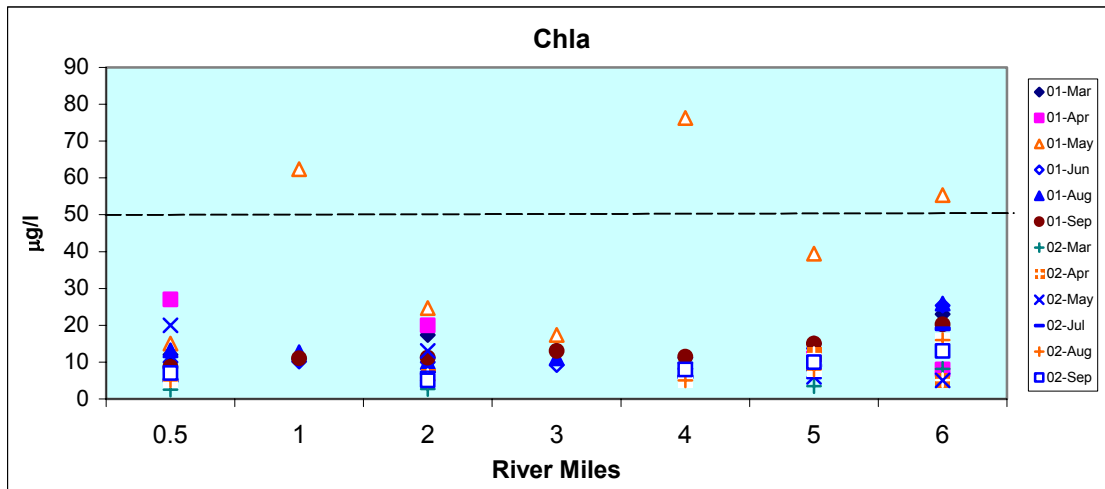 Chla
90
80
70
60
50
40
30
20
10
0
µg/l
0.5 1 2 3 4 5 6
River Miles
01-Mar
01-Apr
01-May
01-Jun
01-Aug
01-Sep
02-Mar
02-Apr
02-May
02-Jul
02-Aug
02-Sep